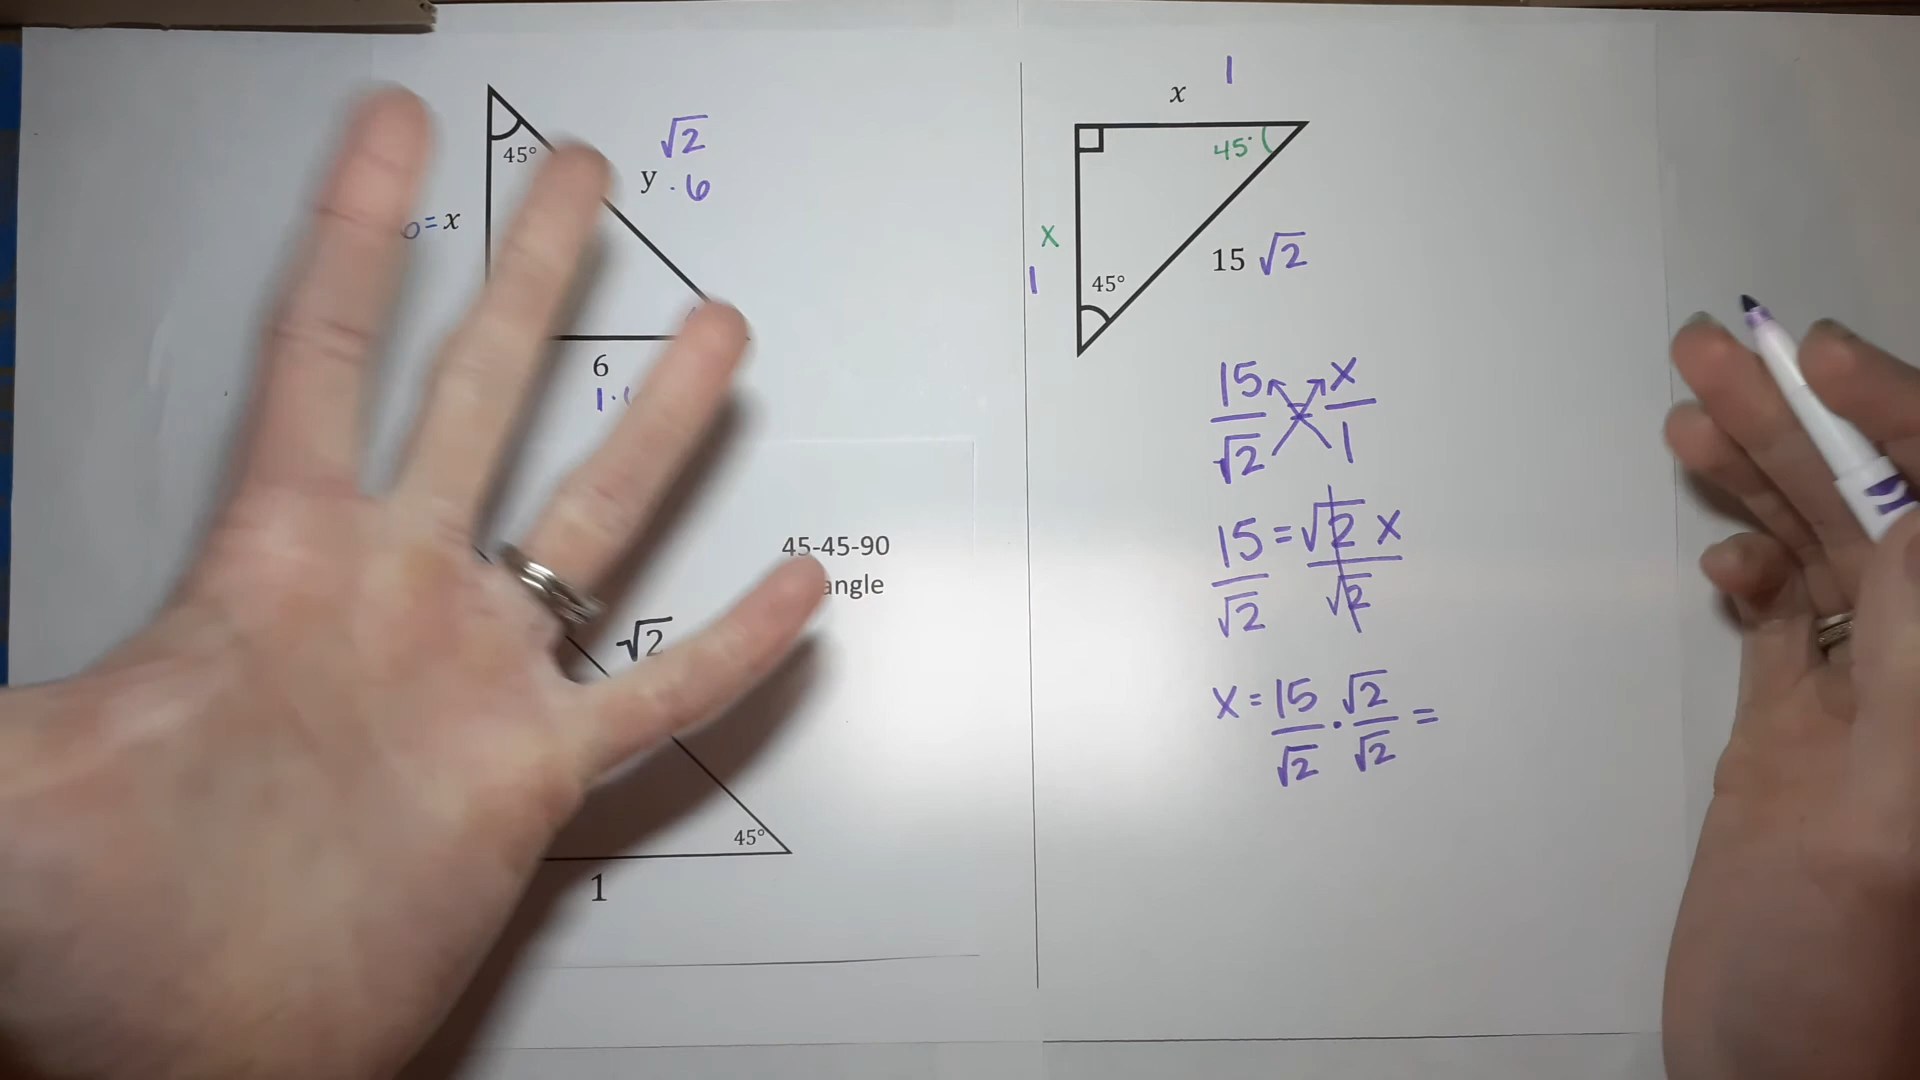 45°
√2
y · 6
= x
6
1 ·
45-45-90
angle
√2
45°
1
1
x
45°
x
1
45°
15 √2
15/√2 = x/1
15/√2 = √2 x/√2
x = 15/√2 · √2/√2 =